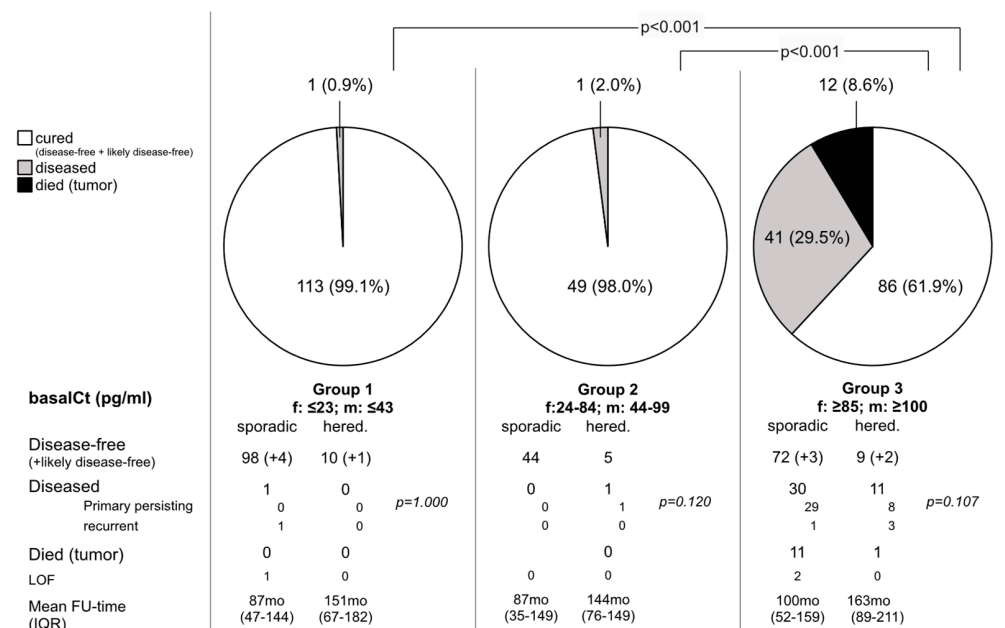 p<0.001
p<0.001
1 (0.9%) 1 (2.0%) 12 (8.6%)
cured
(disease-free + likely disease-free)
diseased
died (tumor)
41 (29.5%)
113 (99.1%) 49 (98.0%) 86 (61.9%)
basalCt (pg/ml) Group 1 Group 2 Group 3
f: ≤23; m: ≤43 f:24-84; m: 44-99 f: ≥85; m: ≥100
sporadic hered. sporadic hered. sporadic hered.
Disease-free
(+likely disease-free) 98 (+4) 10 (+1) 44 5 72 (+3) 9 (+2)
Diseased 1 0 0 1 30 11
Primary persisting 0 0 p=1.000 0 1 p=0.120 29 8 p=0.107
recurrent 1 0 0 0 1 3
Died (tumor) 0 0 0 11 1
LOF 1 0 0 0 2 0
Mean FU-time 87mo 151mo 87mo 144mo 100mo 163mo
(IQR) (47-144) (67-182) (35-149) (76-149) (52-159) (89-211)